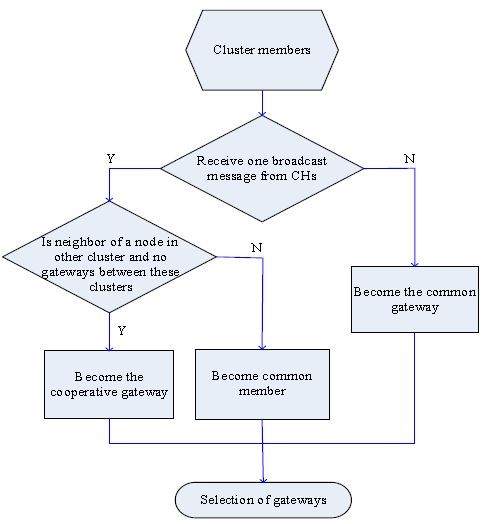 Cluster members
Receive one broadcast
message from CHs
Y
N
Is neighbor of a node in
other cluster and no
gateways between these
clusters
N
Y
Become the common
gateway
Become the
cooperative gateway
Become common
member
Selection of gateways